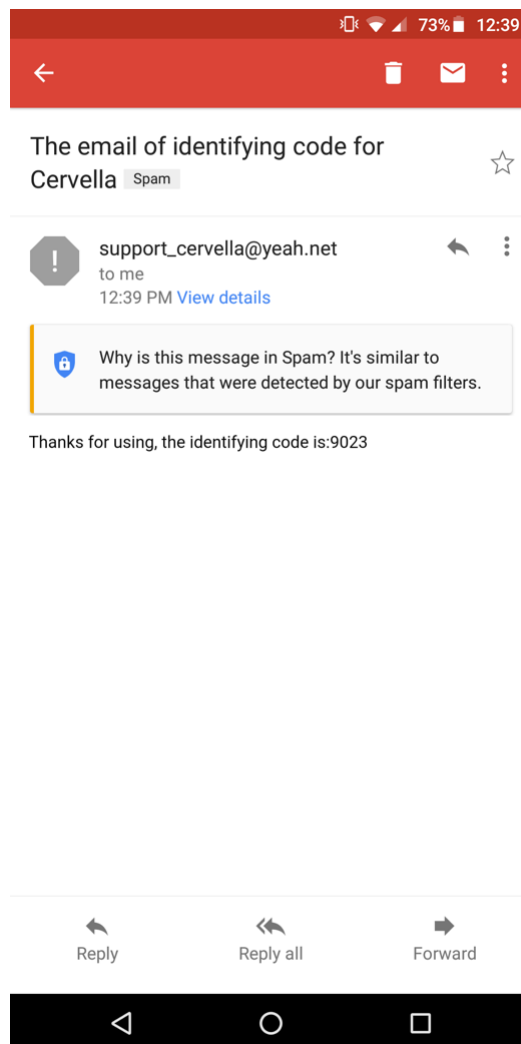 73% 12:39
The email of identifying code for
Cervella Spam
support_cervella@yeah.net
to me
12:39 PM View details
Why is this message in Spam? It's similar to
messages that were detected by our spam filters.
Thanks for using, the identifying code is:9023
Reply Reply all Forward